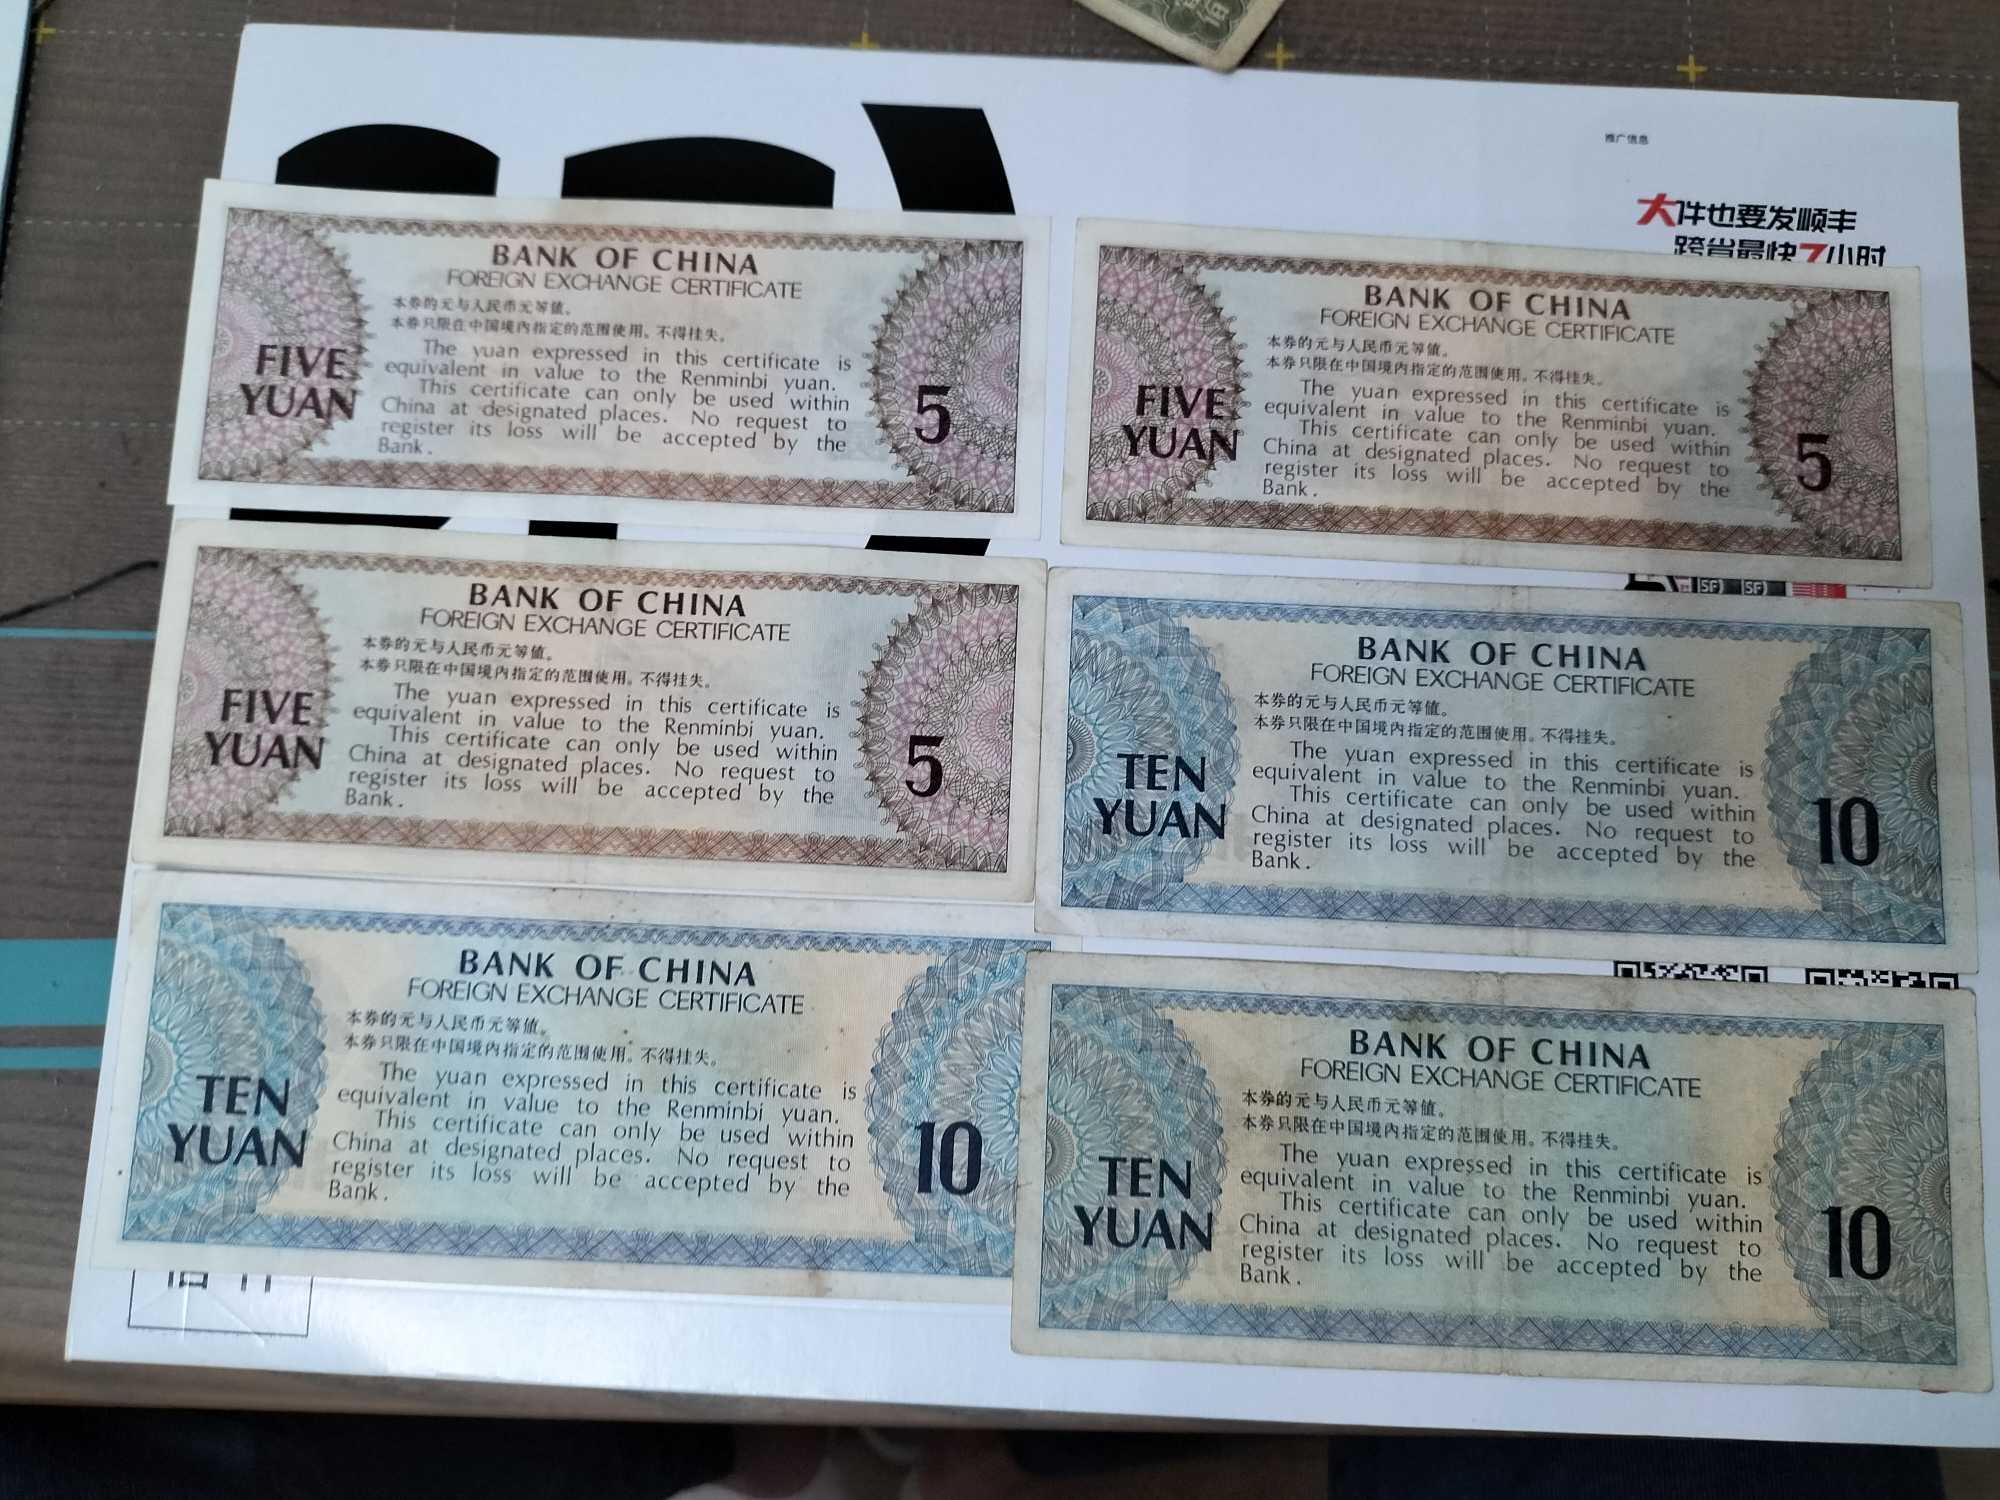 推广信息
大件也要发顺丰
跨省最快7小时
BANK OF CHINA
FOREIGN EXCHANGE CERTIFICATE
本券的元与人民币元等值。
本券只限在中国境内指定的范围使用。不得挂失。
The yuan expressed in this certificate is
equivalent in value to the Renminbi yuan.
This certificate can only be used within
China at designated places. No request to
register its loss will be accepted by the
Bank.
FIVE
YUAN
5
BANK OF CHINA
FOREIGN EXCHANGE CERTIFICATE
本券的元与人民币元等值。
本券只限在中国境内指定的范围使用。不得挂失。
The yuan expressed in this certificate is
equivalent in value to the Renminbi yuan.
This certificate can only be used within
China at designated places. No request to
register its loss will be accepted by the
Bank.
FIVE
YUAN
5
BANK OF CHINA
FOREIGN EXCHANGE CERTIFICATE
本券的元与人民币元等值。
本券只限在中国境内指定的范围使用。不得挂失。
The yuan expressed in this certificate is
equivalent in value to the Renminbi yuan.
This certificate can only be used within
China at designated places. No request to
register its loss will be accepted by the
Bank.
FIVE
YUAN
5
SF SF
BANK OF CHINA
FOREIGN EXCHANGE CERTIFICATE
本券的元与人民币元等值。
本券只限在中国境内指定的范围使用。不得挂失。
The yuan expressed in this certificate is
equivalent in value to the Renminbi yuan.
This certificate can only be used within
China at designated places. No request to
register its loss will be accepted by the
Bank.
TEN
YUAN
10
BANK OF CHINA
FOREIGN EXCHANGE CERTIFICATE
本券的元与人民币元等值。
本券只限在中国境内指定的范围使用。不得挂失。
The yuan expressed in this certificate is
equivalent in value to the Renminbi yuan.
This certificate can only be used within
China at designated places. No request to
register its loss will be accepted by the
Bank.
TEN
YUAN
10
BANK OF CHINA
FOREIGN EXCHANGE CERTIFICATE
本券的元与人民币元等值。
本券只限在中国境内指定的范围使用。不得挂失。
The yuan expressed in this certificate is
equivalent in value to the Renminbi yuan.
This certificate can only be used within
China at designated places. No request to
register its loss will be accepted by the
Bank.
TEN
YUAN
10